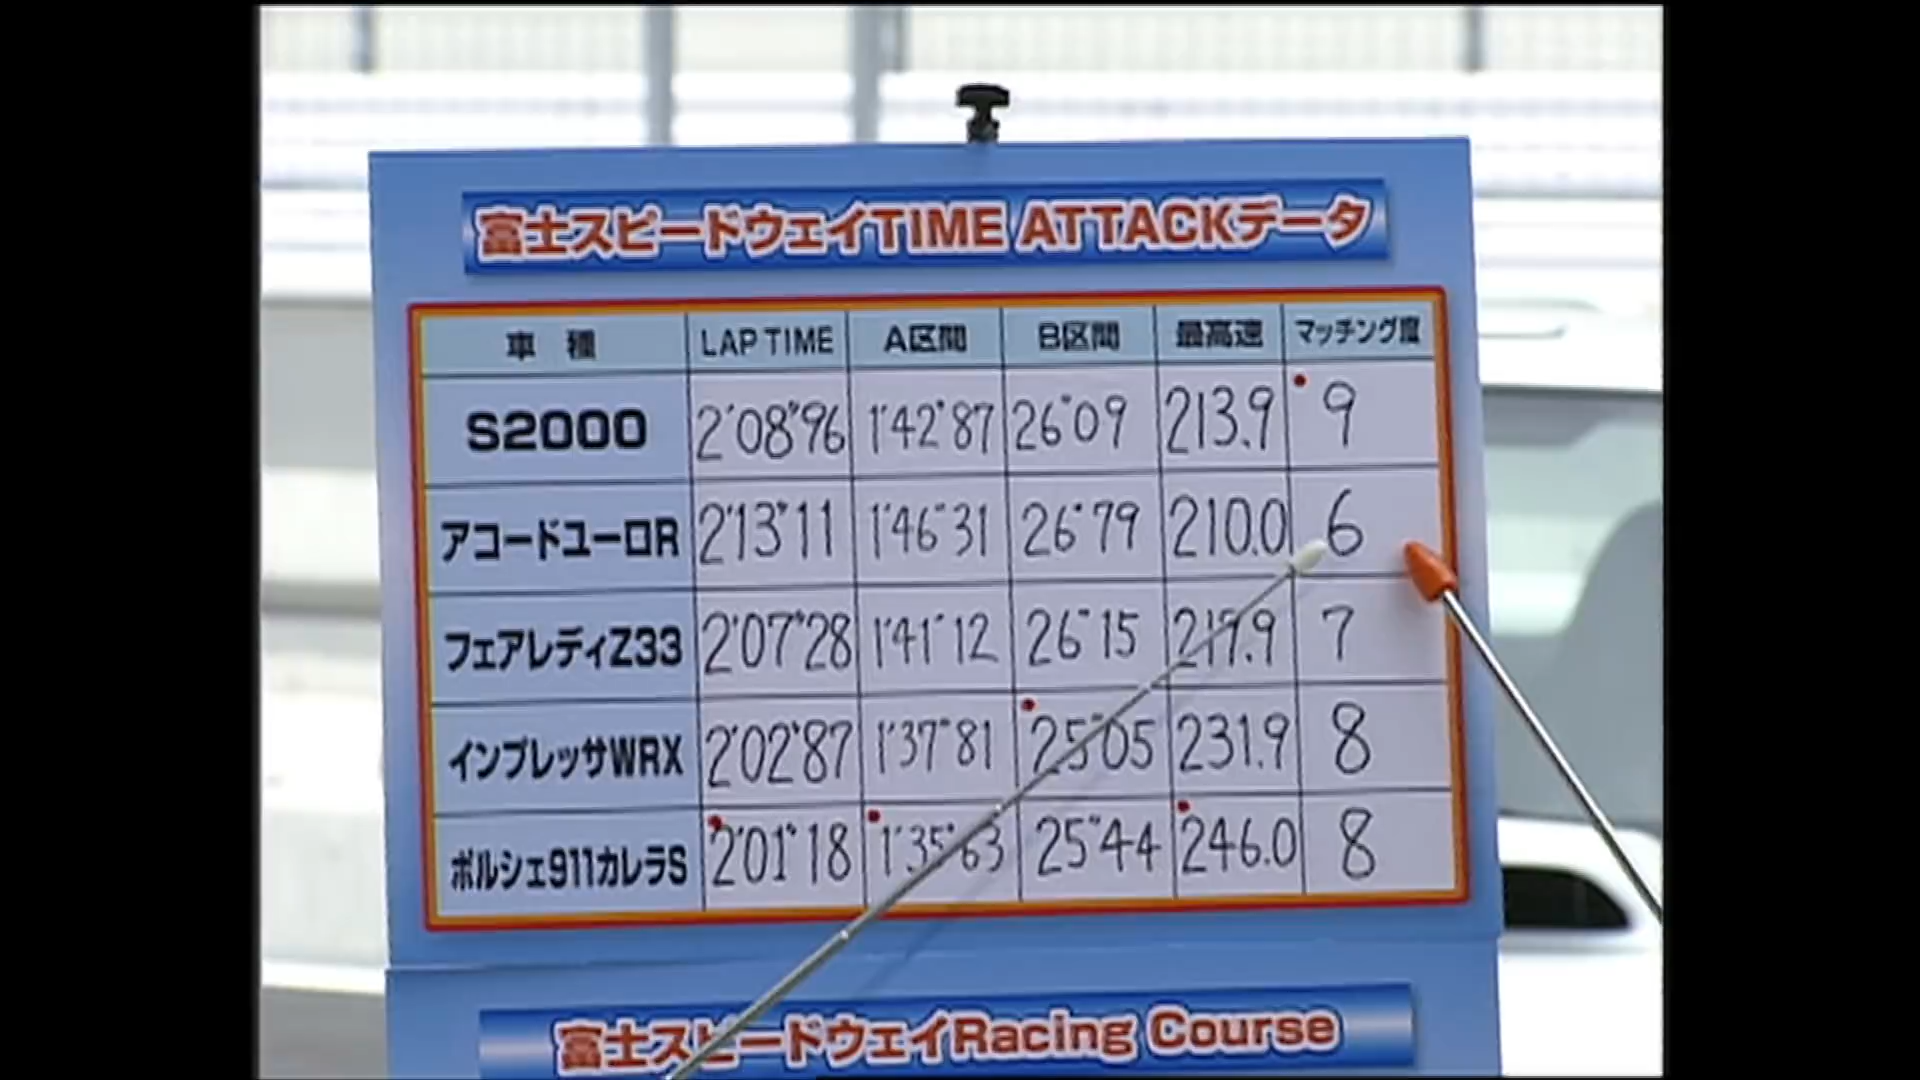 富士スピードウェイTIME ATTACKデータ
車 種 LAP TIME A区間 B区間 最高速 マッチング度
S2000 2'08"96 1'42"87 26"09 213.9 9
アコードユーロR 2'13"11 1'46"31 26"79 210.0 6
フェアレディZ33 2'07"28 1'41"12 26"15 217.9 7
インプレッサWRX 2'02"87 1'37"81 25"05 231.9 8
ポルシェ911カレラS 2'01"18 1'35"63 25"44 246.0 8
富士スピードウェイRacing Course